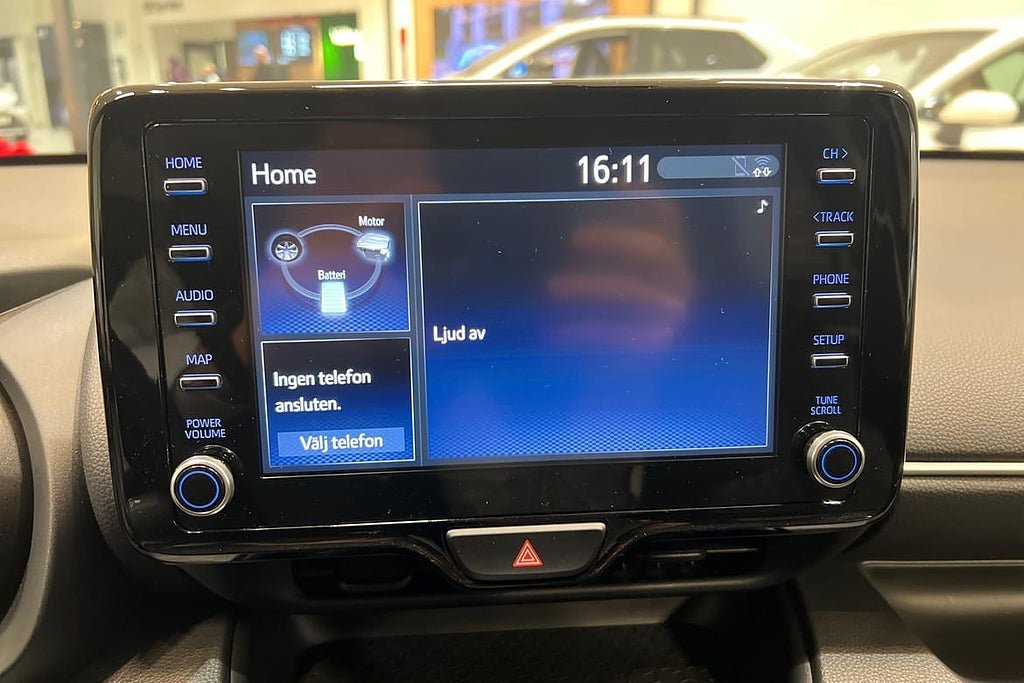 HOME
MENU
AUDIO
MAP
POWER
VOLUME
Home
16:11
Motor
Batteri
Ingen telefon
ansluten.
Välj telefon
Ljud av
CH >
< TRACK
PHONE
SETUP
TUNE
SCROLL